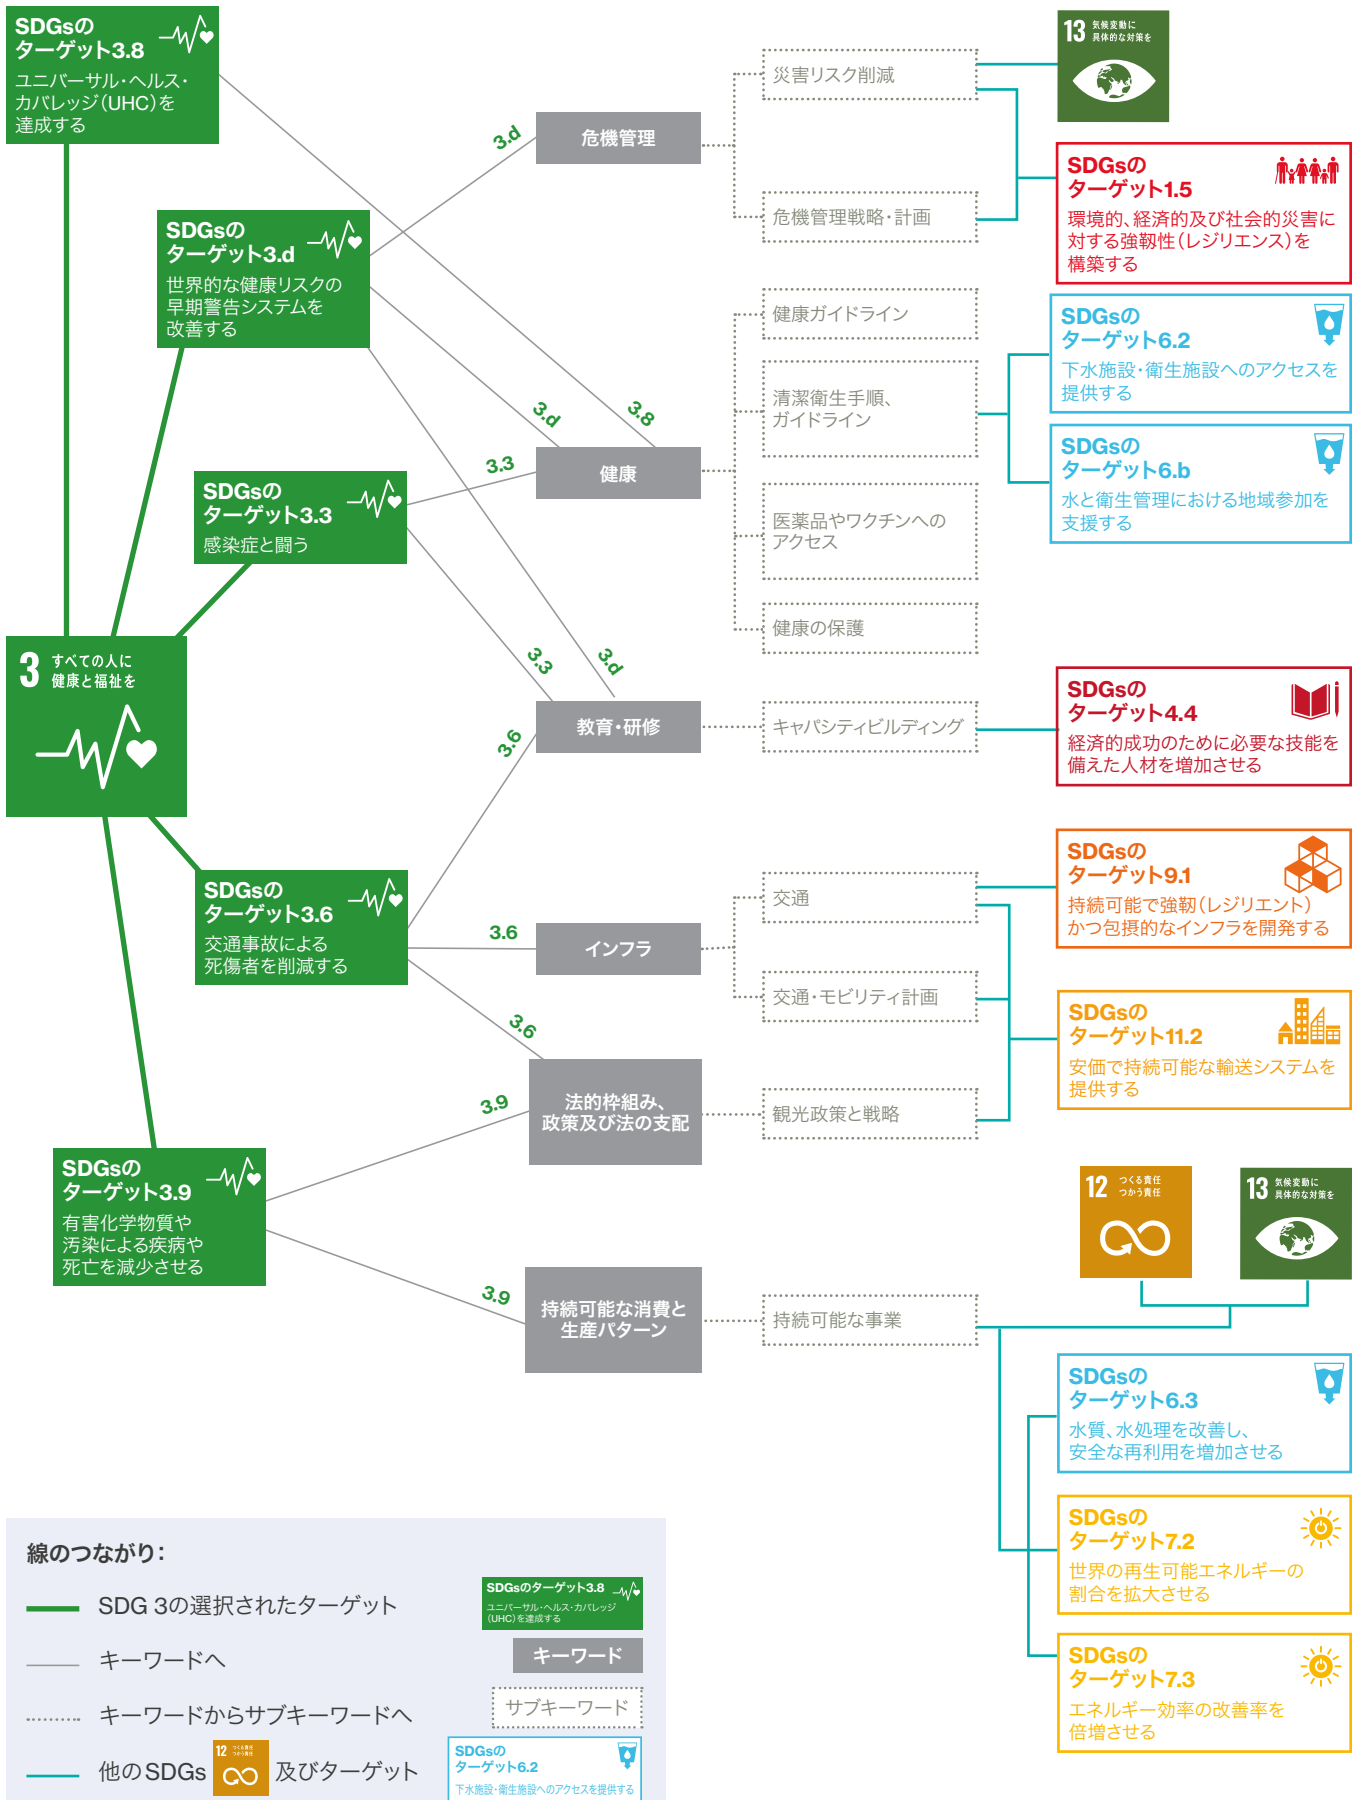 SDGsの
ターゲット3.8
ユニバーサル・ヘルス・
カバレッジ（UHC）を
達成する
SDGsの
ターゲット3.d
世界的な健康リスクの
早期警告システムを
改善する
SDGsの
ターゲット3.3
感染症と闘う
3 すべての人に
健康と福祉を
SDGsの
ターゲット3.6
交通事故による
死傷者を削減する
SDGsの
ターゲット3.9
有害化学物質や
汚染による疾病や
死亡を減少させる
3.d
3.d
3.8
3.3
3.3
3.d
3.6
3.6
3.6
3.9
3.9
危機管理
健康
教育・研修
インフラ
法的枠組み、
政策及び法の支配
持続可能な消費と
生産パターン
災害リスク削減
危機管理戦略・計画
健康ガイドライン
清潔衛生手順、
ガイドライン
医薬品やワクチンへの
アクセス
健康の保護
キャパシティビルディング
交通
交通・モビリティ計画
観光政策と戦略
持続可能な事業
13 気候変動に
具体的な対策を
SDGsの
ターゲット1.5
環境的、経済的及び社会的災害に
対する強靭性（レジリエンス）を
構築する
SDGsの
ターゲット6.2
下水施設・衛生施設へのアクセスを
提供する
SDGsの
ターゲット6.b
水と衛生管理における地域参加を
支援する
SDGsの
ターゲット4.4
経済的成功のために必要な技能を
備えた人材を増加させる
SDGsの
ターゲット9.1
持続可能で強靭（レジリエント）
かつ包摂的なインフラを開発する
SDGsの
ターゲット11.2
安価で持続可能な輸送システムを
提供する
12 つくる責任
つかう責任
13 気候変動に
具体的な対策を
SDGsの
ターゲット6.3
水質、水処理を改善し、
安全な再利用を増加させる
SDGsの
ターゲット7.2
世界の再生可能エネルギーの
割合を拡大させる
SDGsの
ターゲット7.3
エネルギー効率の改善率を
倍増させる
線のつながり：
SDG 3の選択されたターゲット
SDGsのターゲット3.8
ユニバーサル・ヘルス・カバレッジ
（UHC）を達成する
キーワードへ
キーワード
キーワードからサブキーワードへ
サブキーワード
他のSDGs
12 つくる責任
つかう責任
及びターゲット
SDGsの
ターゲット6.2
下水施設・衛生施設へのアクセスを提供する